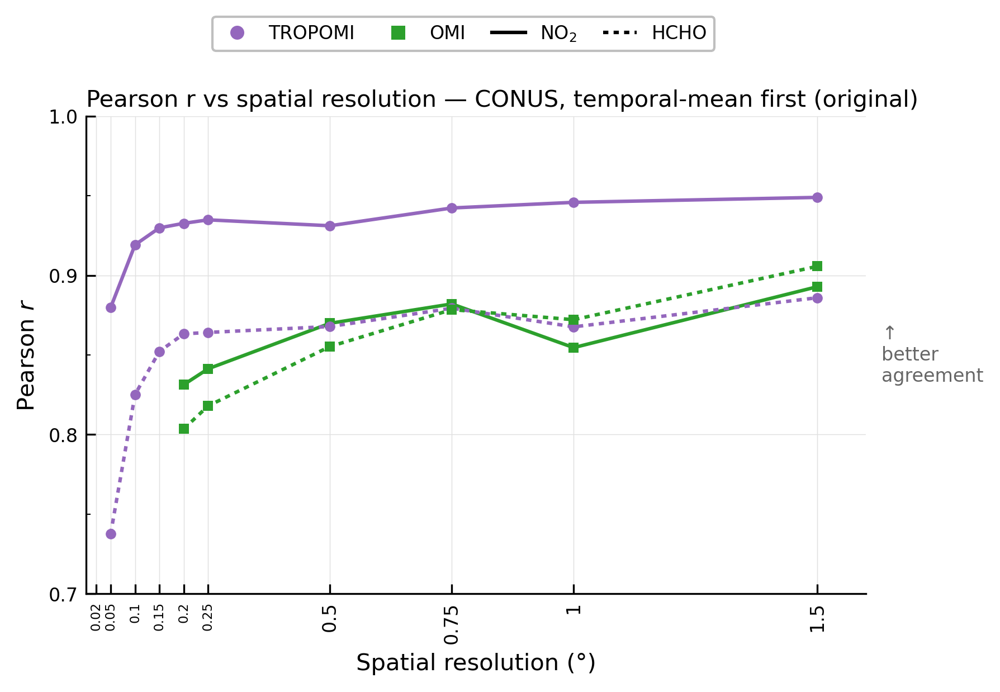 TROPOMI OMI NO₂ HCHO
Pearson r vs spatial resolution — CONUS, temporal-mean first (original)
1.0
0.9
0.8
0.7
Pearson r
↑
better
agreement
0.02 0.05 0.1 0.15 0.2 0.25 0.5 0.75 1 1.5
Spatial resolution (°)